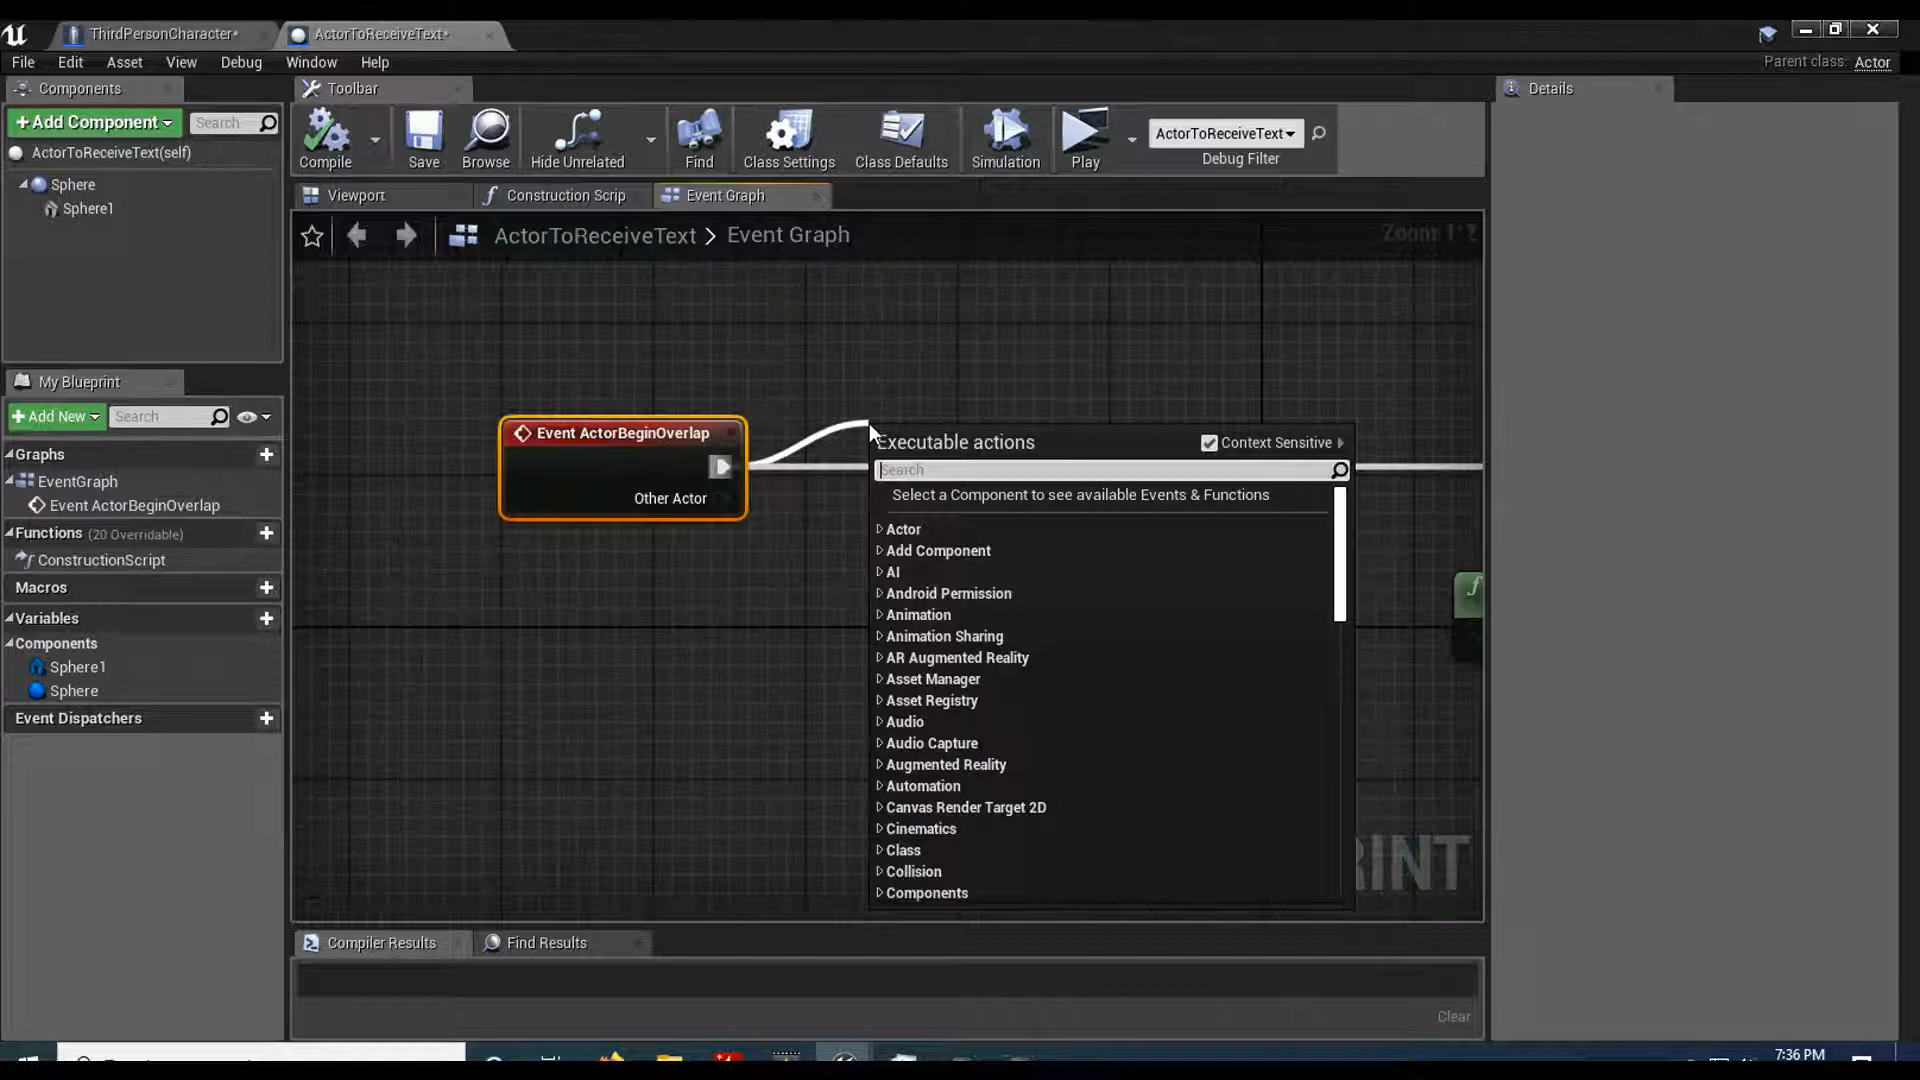 ThirdPersonCharacter*
ActorToReceiveText*
File Edit Asset View Debug Window Help
Parent class: Actor
Components
Toolbar
Details
+Add Component
Search
ActorToReceiveText(self)
Sphere
Sphere1
Compile
Save
Browse
Hide Unrelated
Find
Class Settings
Class Defaults
Simulation
Play
ActorToReceiveText
Debug Filter
Viewport
Construction Scrip
Event Graph
ActorToReceiveText > Event Graph
Zoom 1:2
My Blueprint
+Add New
Search
Graphs
EventGraph
Event ActorBeginOverlap
Functions (20 Overridable)
ConstructionScript
Macros
Variables
Components
Sphere1
Sphere
Event Dispatchers
Event ActorBeginOverlap
Other Actor
Executable actions
Context Sensitive
Search
Select a Component to see available Events & Functions
Actor
Add Component
AI
Android Permission
Animation
Animation Sharing
AR Augmented Reality
Asset Manager
Asset Registry
Audio
Audio Capture
Augmented Reality
Automation
Canvas Render Target 2D
Cinematics
Class
Collision
Components
f
RINT
Compiler Results
Find Results
Clear
7:36 PM